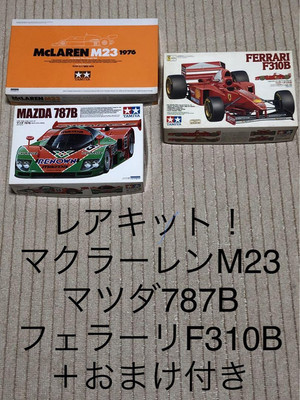 McLAREN M23 1976
FERRARI
F310B
TAMIYA
MAZDA 787B
TAMIYA
RENOWN
レアキット！
マクラーレンM23
マツダ787B
フェラーリF310B
＋おまけ付き